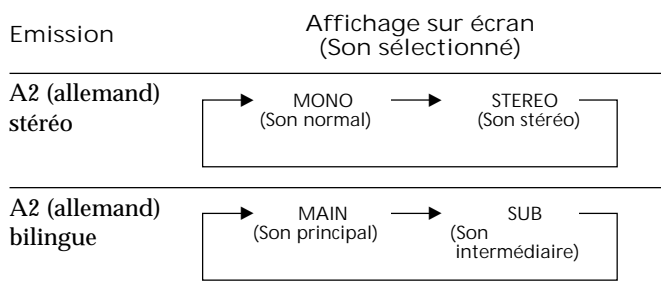 Emission
Affichage sur écran
(Son sélectionné)
A2 (allemand)
stéréo
MONO
(Son normal)
STEREO
(Son stéréo)
A2 (allemand)
bilingue
MAIN
(Son principal)
SUB
(Son
intermédiaire)